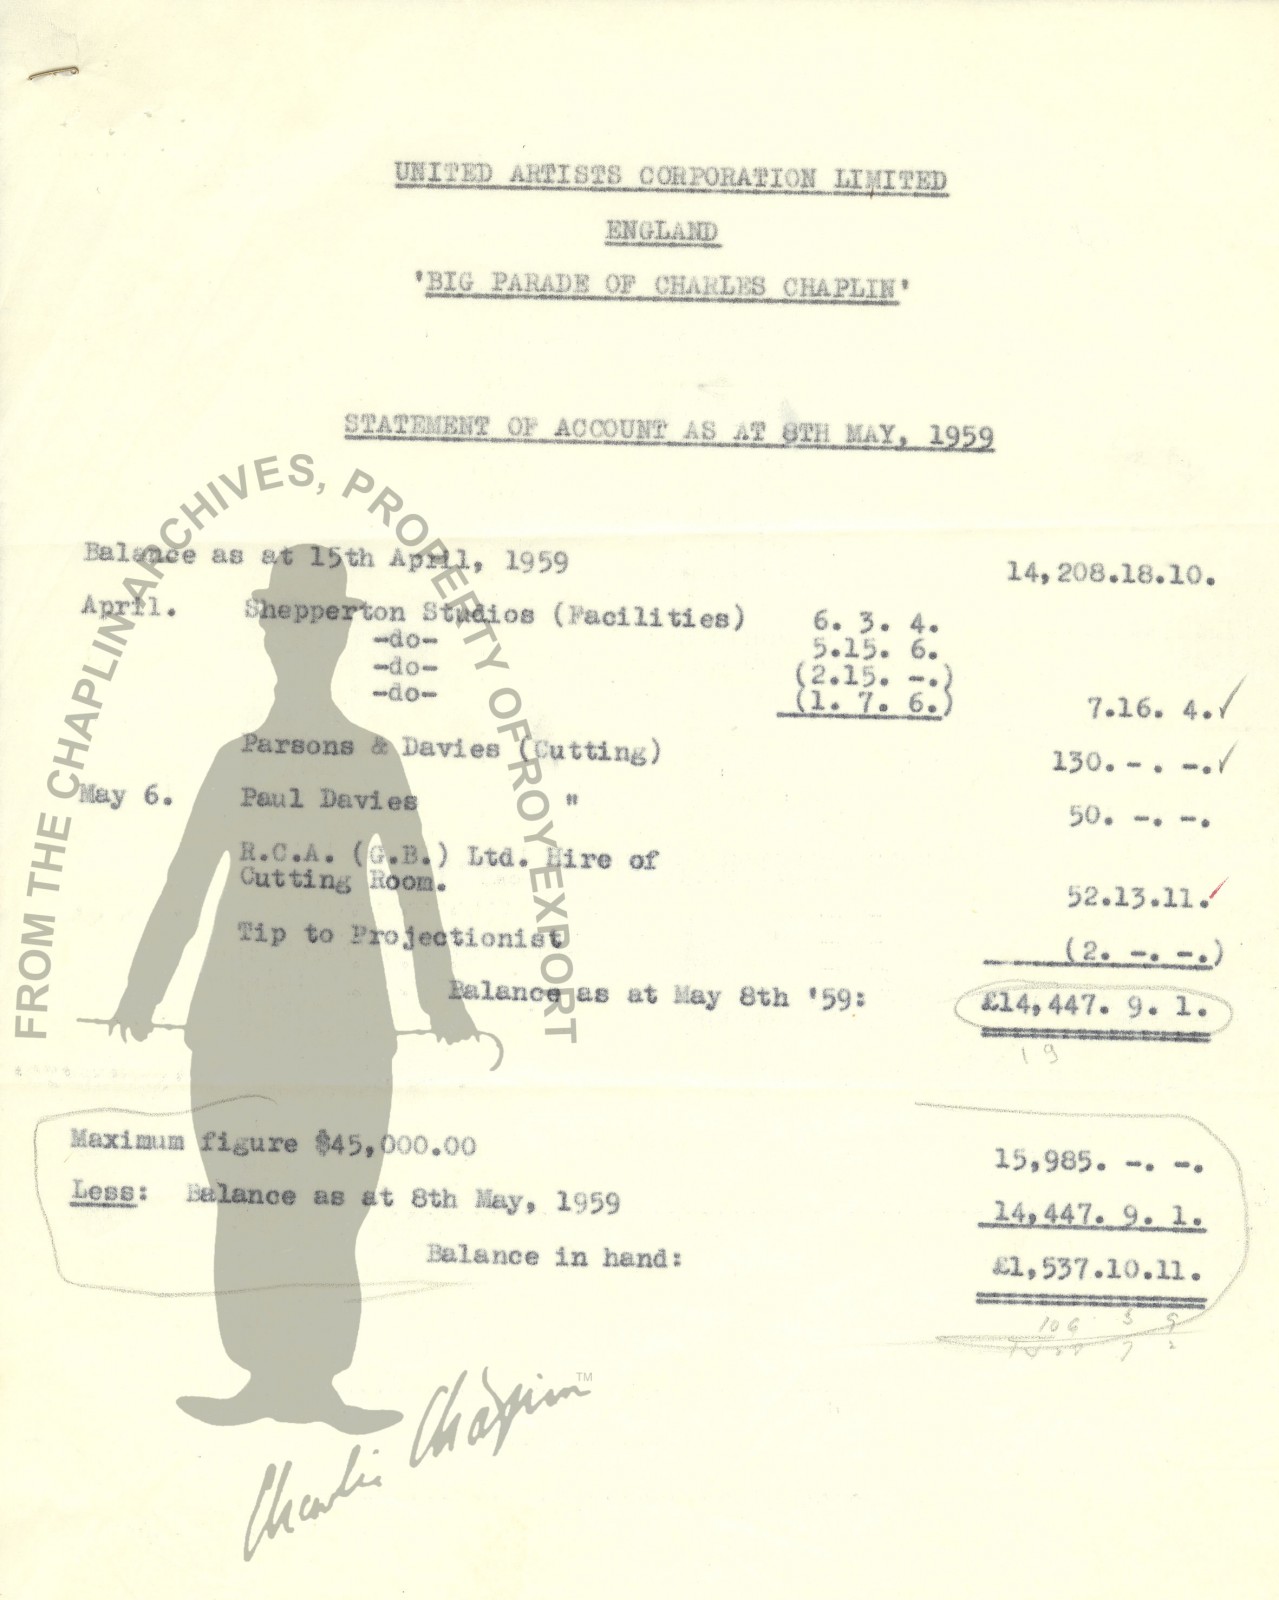 UNITED ARTISTS CORPORATION LIMITED
ENGLAND
'BIG PARADE OF CHARLES CHAPLIN'
STATEMENT OF ACCOUNT AS AT 8TH MAY, 1959
FROM THE CHAPLIN ARCHIVES, PROPERTY OF ROY EXPORT
Balance as at 15th April, 1959 14,208.18.10.
April. Shepperton Studios (Facilities) 6. 3. 4.
-do- 5.15. 6.
-do- (2.15. -.)
-do- (1. 7. 6.) 7.16. 4.✓
Parsons & Davies (Cutting) 130. - . -.✓
May 6. Paul Davies " 50. -. -.
R.C.A. (G.B.) Ltd. Hire of
Cutting Room. 52.13.11.
Tip to Projectionist (2. -. -.)
Balance as at May 8th '59: £14,447. 9. 1.
1 9
Maximum figure $45,000.00 15,985. -. -.
Less: Balance as at 8th May, 1959 14,447. 9. 1.
Balance in hand: £1,537.10.11.
Charlie Chaplin™